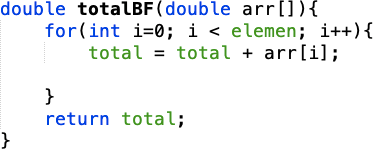 double totalBF(double arr[]){
    for(int i=0; i < elemen; i++){
        total = total + arr[i];

    }
    return total;
}